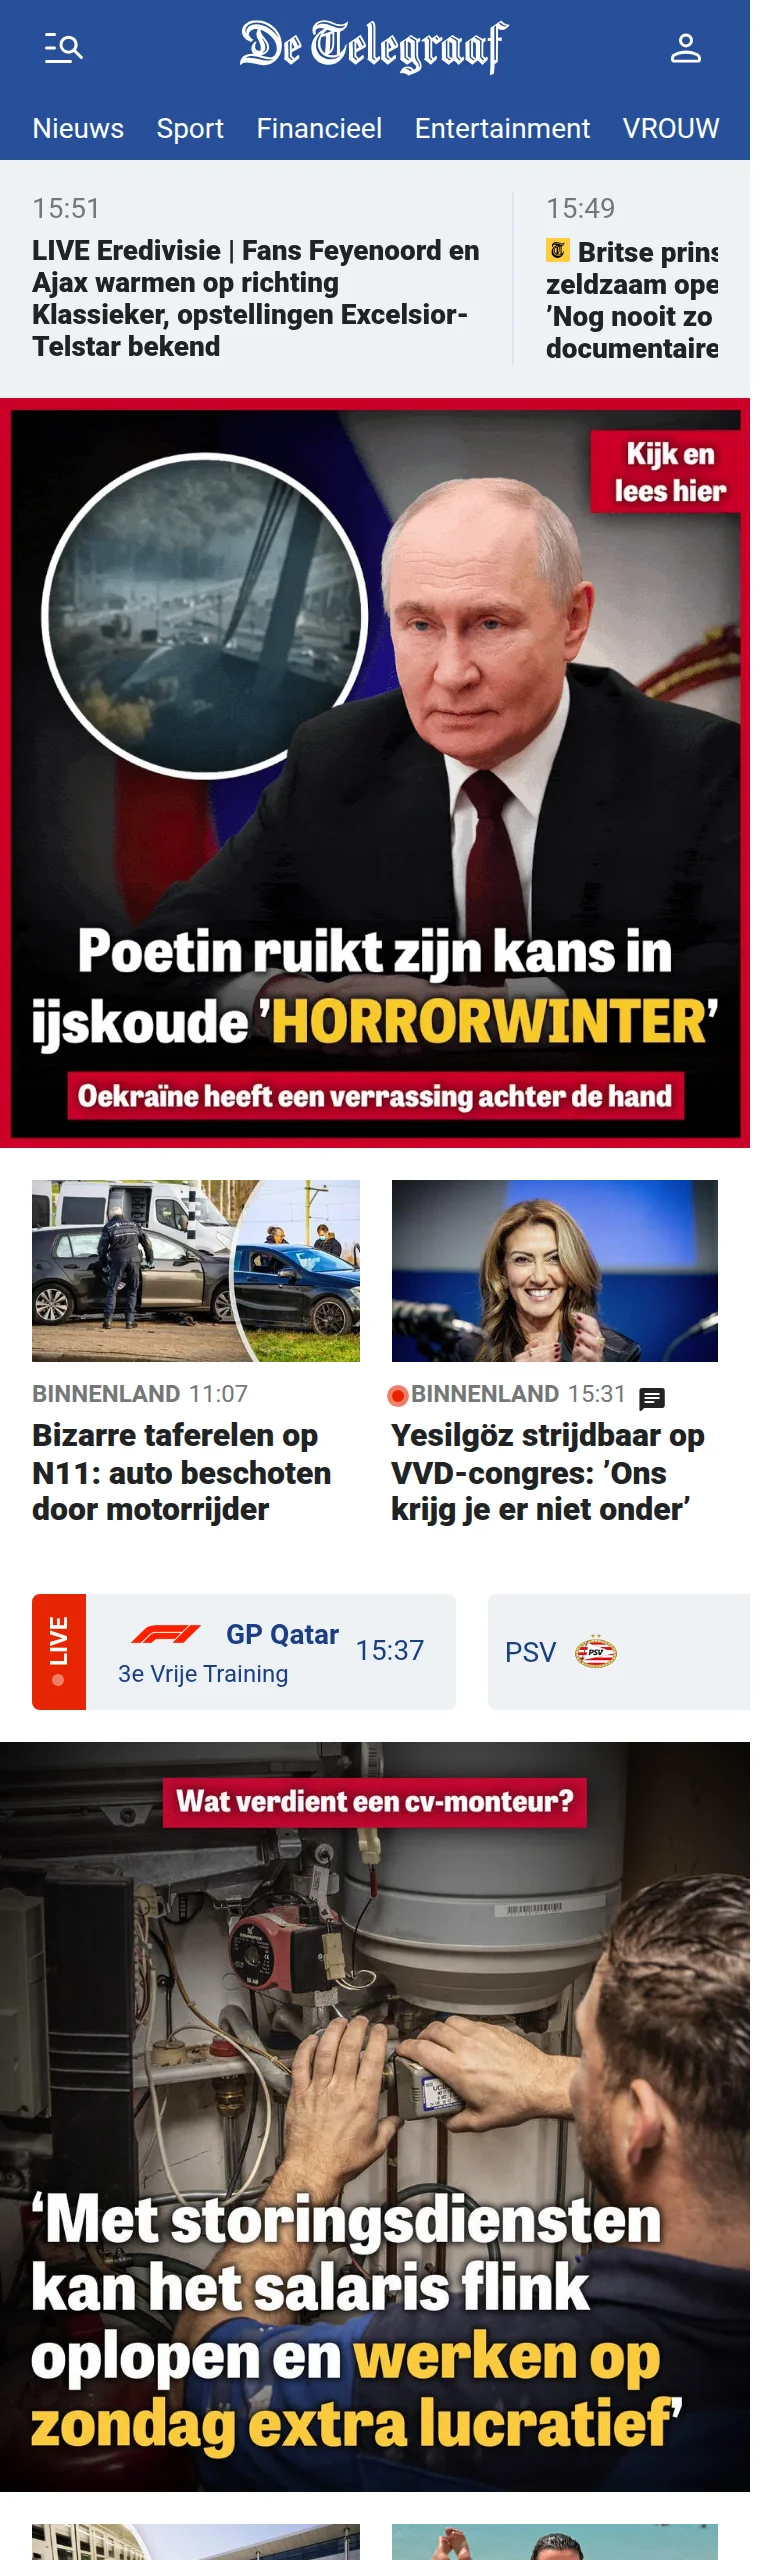 De Telegraaf
Nieuws Sport Financieel Entertainment VROUW
15:51
LIVE Eredivisie | Fans Feyenoord en
Ajax warmen op richting
Klassieker, opstellingen Excelsior-
Telstar bekend
15:49
Britse prins
zeldzaam ope
’Nog nooit zo
documentaire
Kijk en
lees hier
Poetin ruikt zijn kans in
ijskoude ’HORRORWINTER’
Oekraïne heeft een verrassing achter de hand
BINNENLAND 11:07
Bizarre taferelen op
N11: auto beschoten
door motorrijder
BINNENLAND 15:31
Yesilgöz strijdbaar op
VVD-congres: ’Ons
krijg je er niet onder’
LIVE
GP Qatar
3e Vrije Training
15:37
PSV
PSV
Wat verdient een cv-monteur?
‘Met storingsdiensten
kan het salaris flink
oplopen en werken op
zondag extra lucratief’